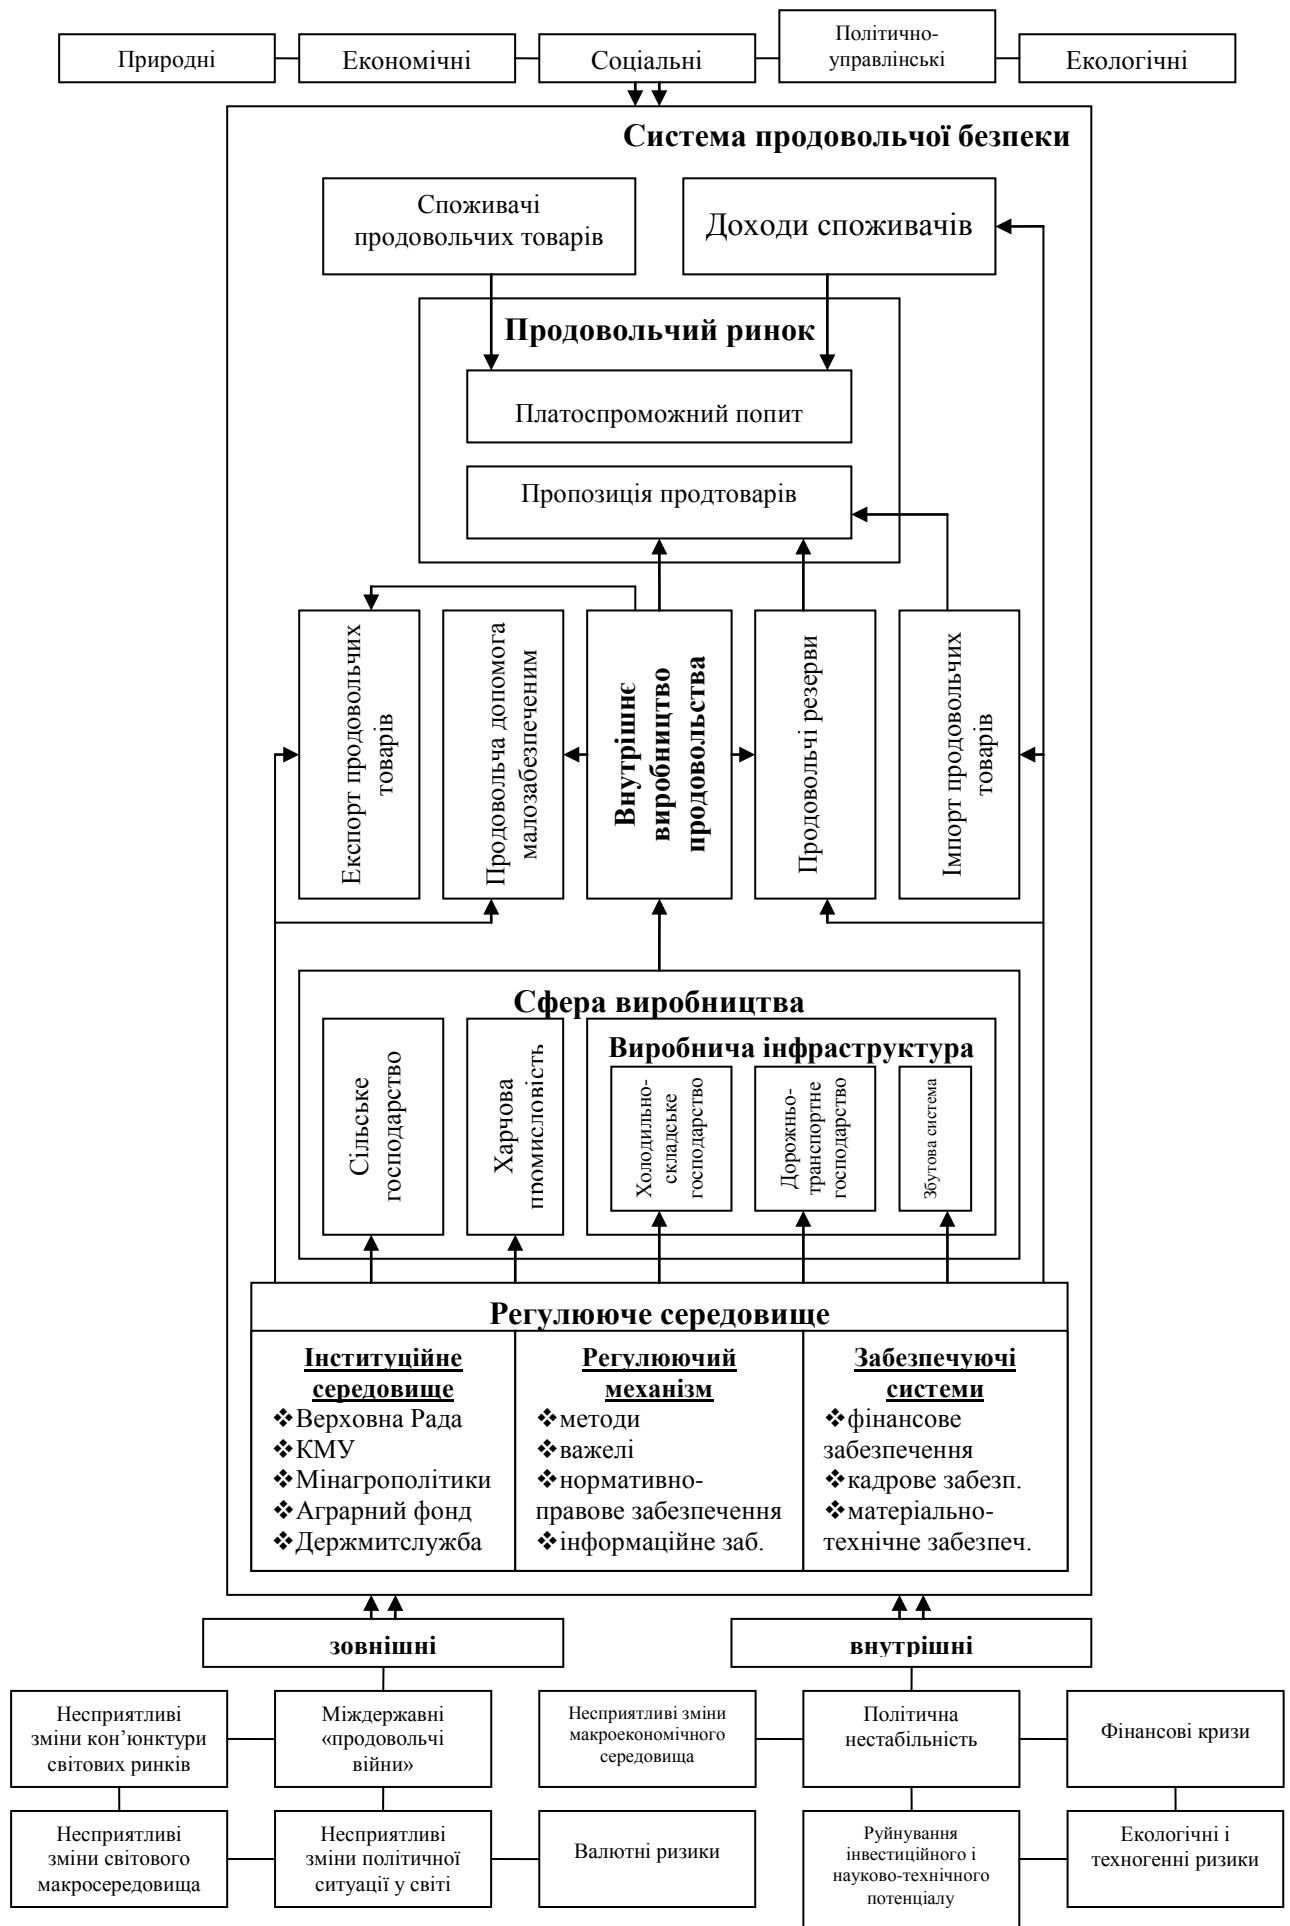 Природні
Економічні
Соціальні
Політично-
управлінські
Екологічні
Система продовольчої безпеки
Споживачі
продовольчих товарів
Доходи споживачів
Продовольчий ринок
Платоспроможний попит
Пропозиція продтоварів
Експорт продовольчих
товарів
Продовольча допомога
малозабезпеченим
Внутрішнє
виробництво
продовольства
Продовольчі резерви
Імпорт продовольчих
товарів
Сфера виробництва
Сільське
господарство
Харчова
промисловість
Виробнича інфраструктура
Холодильно-
складське
господарство
Дорожньо-
транспортне
господарство
Збутова система
Регулююче середовище
Інституційне
середовище
❖Верховна Рада
❖КМУ
❖Мінагрополітики
❖Аграрний фонд
❖Держмитслужба
Регулюючий
механізм
❖методи
❖важелі
❖нормативно-
правове забезпечення
❖інформаційне заб.
Забезпечуючі
системи
❖фінансове
забезпечення
❖кадрове забезп.
❖матеріально-
технічне забезпеч.
зовнішні
внутрішні
Несприятливі
зміни кон’юнктури
світових ринків
Міждержавні
«продовольчі
війни»
Несприятливі зміни
макроекономічного
середовища
Політична
нестабільність
Фінансові кризи
Несприятливі
зміни світового
макросередовища
Несприятливі
зміни політичної
ситуації у світі
Валютні ризики
Руйнування
інвестиційного і
науково-технічного
потенціалу
Екологічні і
техногенні ризики